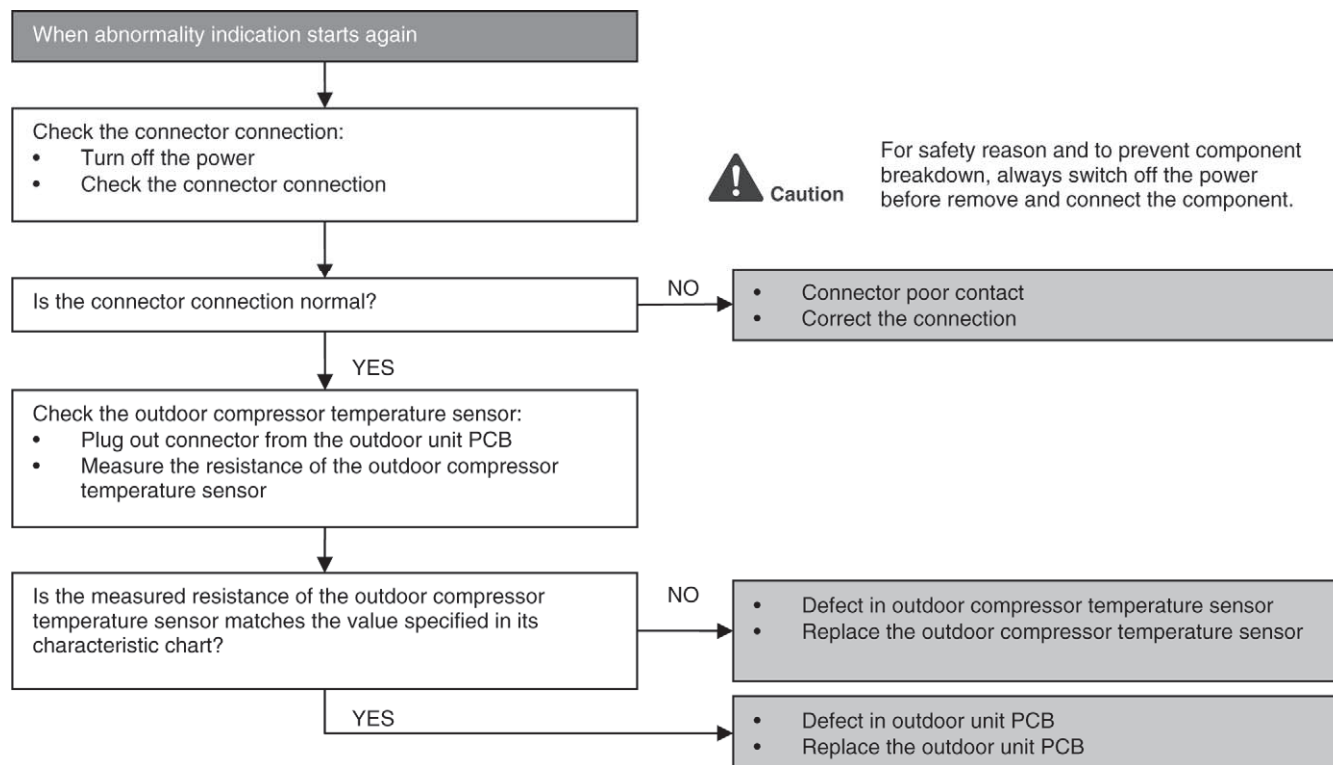 When abnormality indication starts again
Check the connector connection:
• Turn off the power
• Check the connector connection
For safety reason and to prevent component
breakdown, always switch off the power
before remove and connect the component.
Caution
Is the connector connection normal?
NO
• Connector poor contact
• Correct the connection
YES
Check the outdoor compressor temperature sensor:
• Plug out connector from the outdoor unit PCB
• Measure the resistance of the outdoor compressor
temperature sensor
Is the measured resistance of the outdoor compressor
temperature sensor matches the value specified in its
characteristic chart?
NO
• Defect in outdoor compressor temperature sensor
• Replace the outdoor compressor temperature sensor
YES
• Defect in outdoor unit PCB
• Replace the outdoor unit PCB